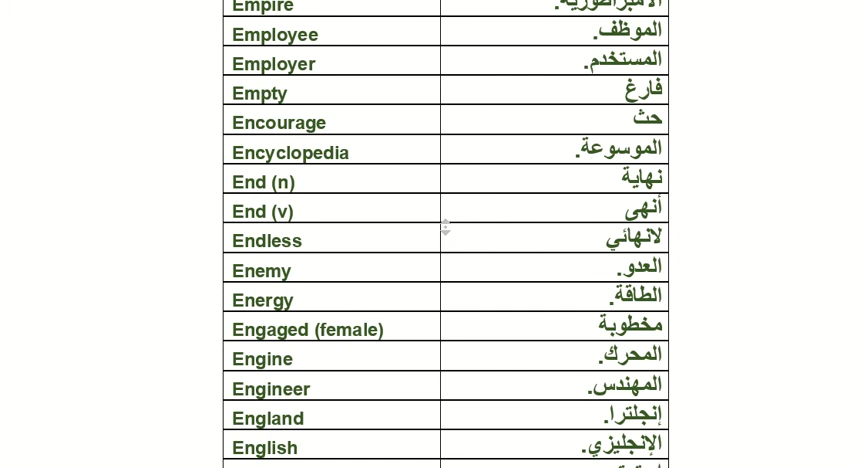 Empire الامبراطورية.
Employee الموظف.
Employer المستخدم.
Empty فارغ
Encourage حث
Encyclopedia الموسوعة.
End (n) نهاية
End (v) أنهى
Endless لانهائي
Enemy العدو.
Energy الطاقة.
Engaged (female) مخطوبة
Engine المحرك.
Engineer المهندس.
England إنجلترا.
English الإنجليزي.